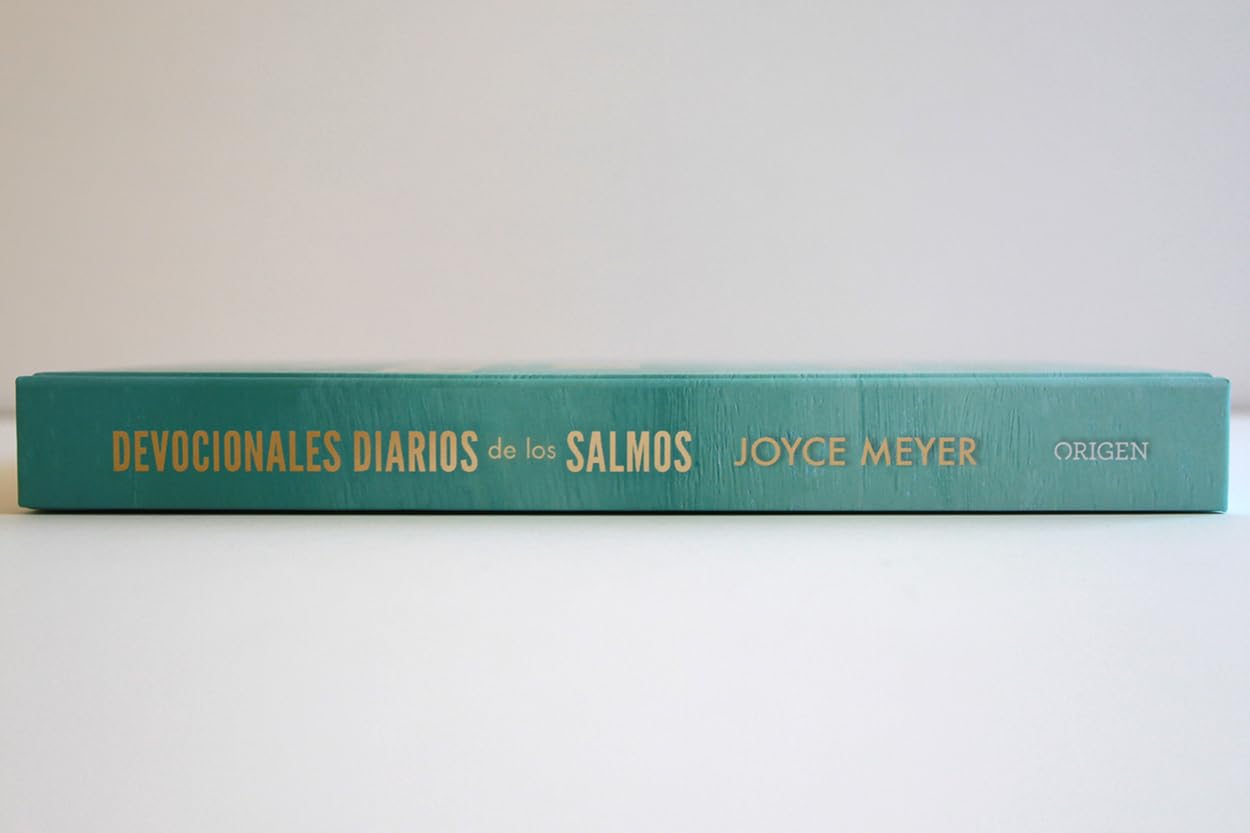 DEVOCIONALES DIARIOS de los SALMOS JOYCE MEYER ORIGEN